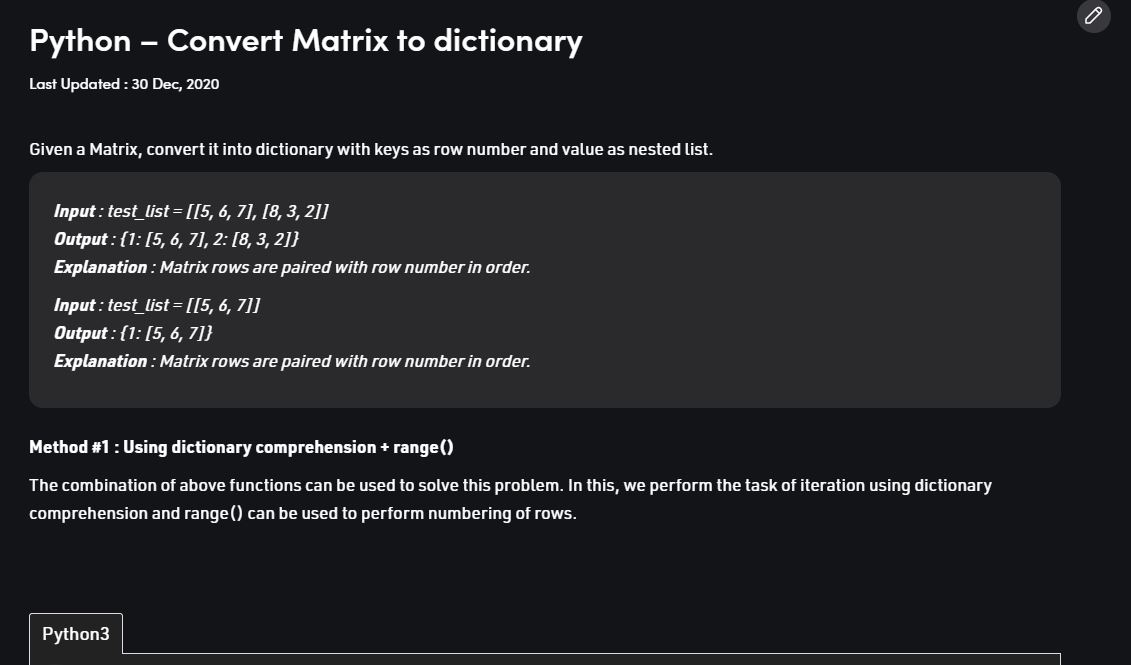 Python – Convert Matrix to dictionary
Last Updated : 30 Dec, 2020
Given a Matrix, convert it into dictionary with keys as row number and value as nested list.
Input : test_list = [[5, 6, 7], [8, 3, 2]]
Output : {1: [5, 6, 7], 2: [8, 3, 2]}
Explanation : Matrix rows are paired with row number in order.
Input : test_list = [[5, 6, 7]]
Output : {1: [5, 6, 7]}
Explanation : Matrix rows are paired with row number in order.
Method #1 : Using dictionary comprehension + range()
The combination of above functions can be used to solve this problem. In this, we perform the task of iteration using dictionary
comprehension and range() can be used to perform numbering of rows.
Python3